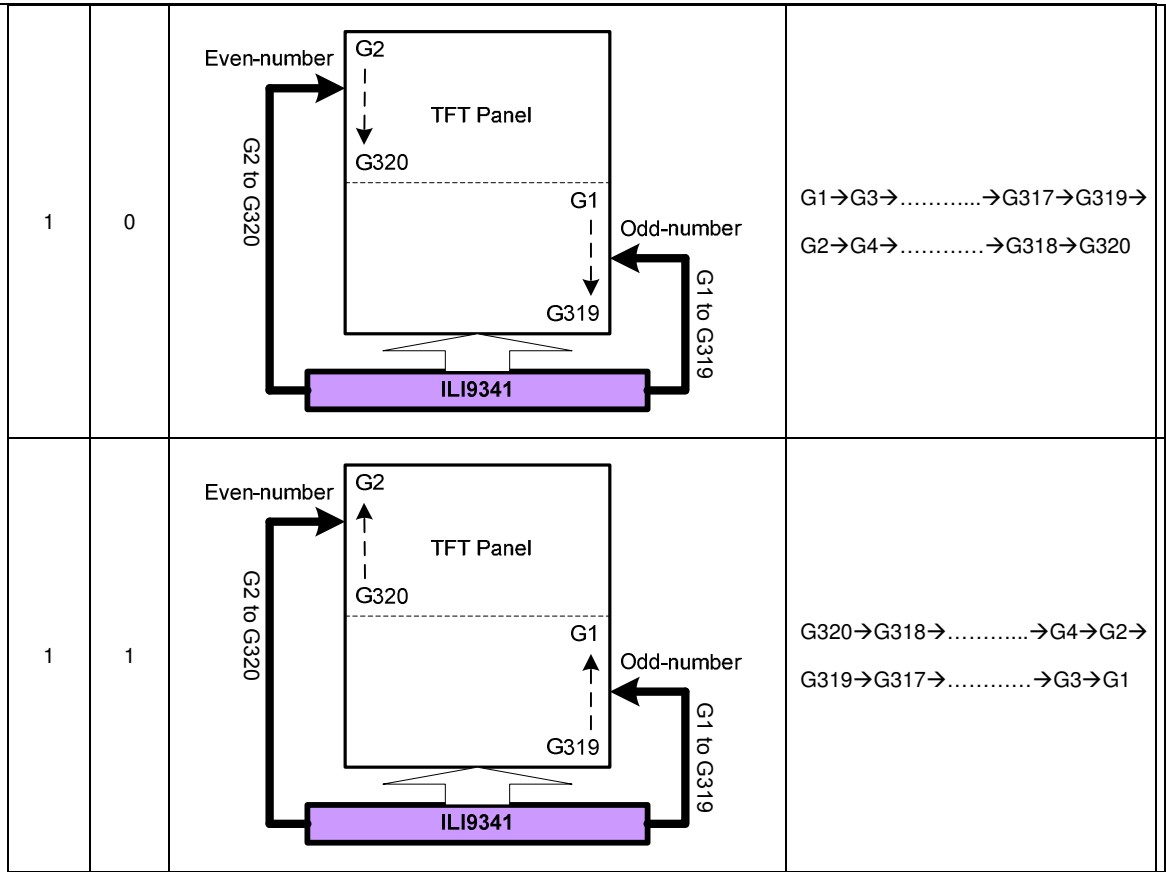 1
0
Even-number
G2
TFT Panel
G320
G2 to G320
G1
Odd-number
G319
G1 to G319
ILI9341
G1→G3→………...→G317→G319→
G2→G4→…………→G318→G320
1
1
Even-number
G2
TFT Panel
G320
G2 to G320
G1
Odd-number
G319
G1 to G319
ILI9341
G320→G318→………...→G4→G2→
G319→G317→…………→G3→G1